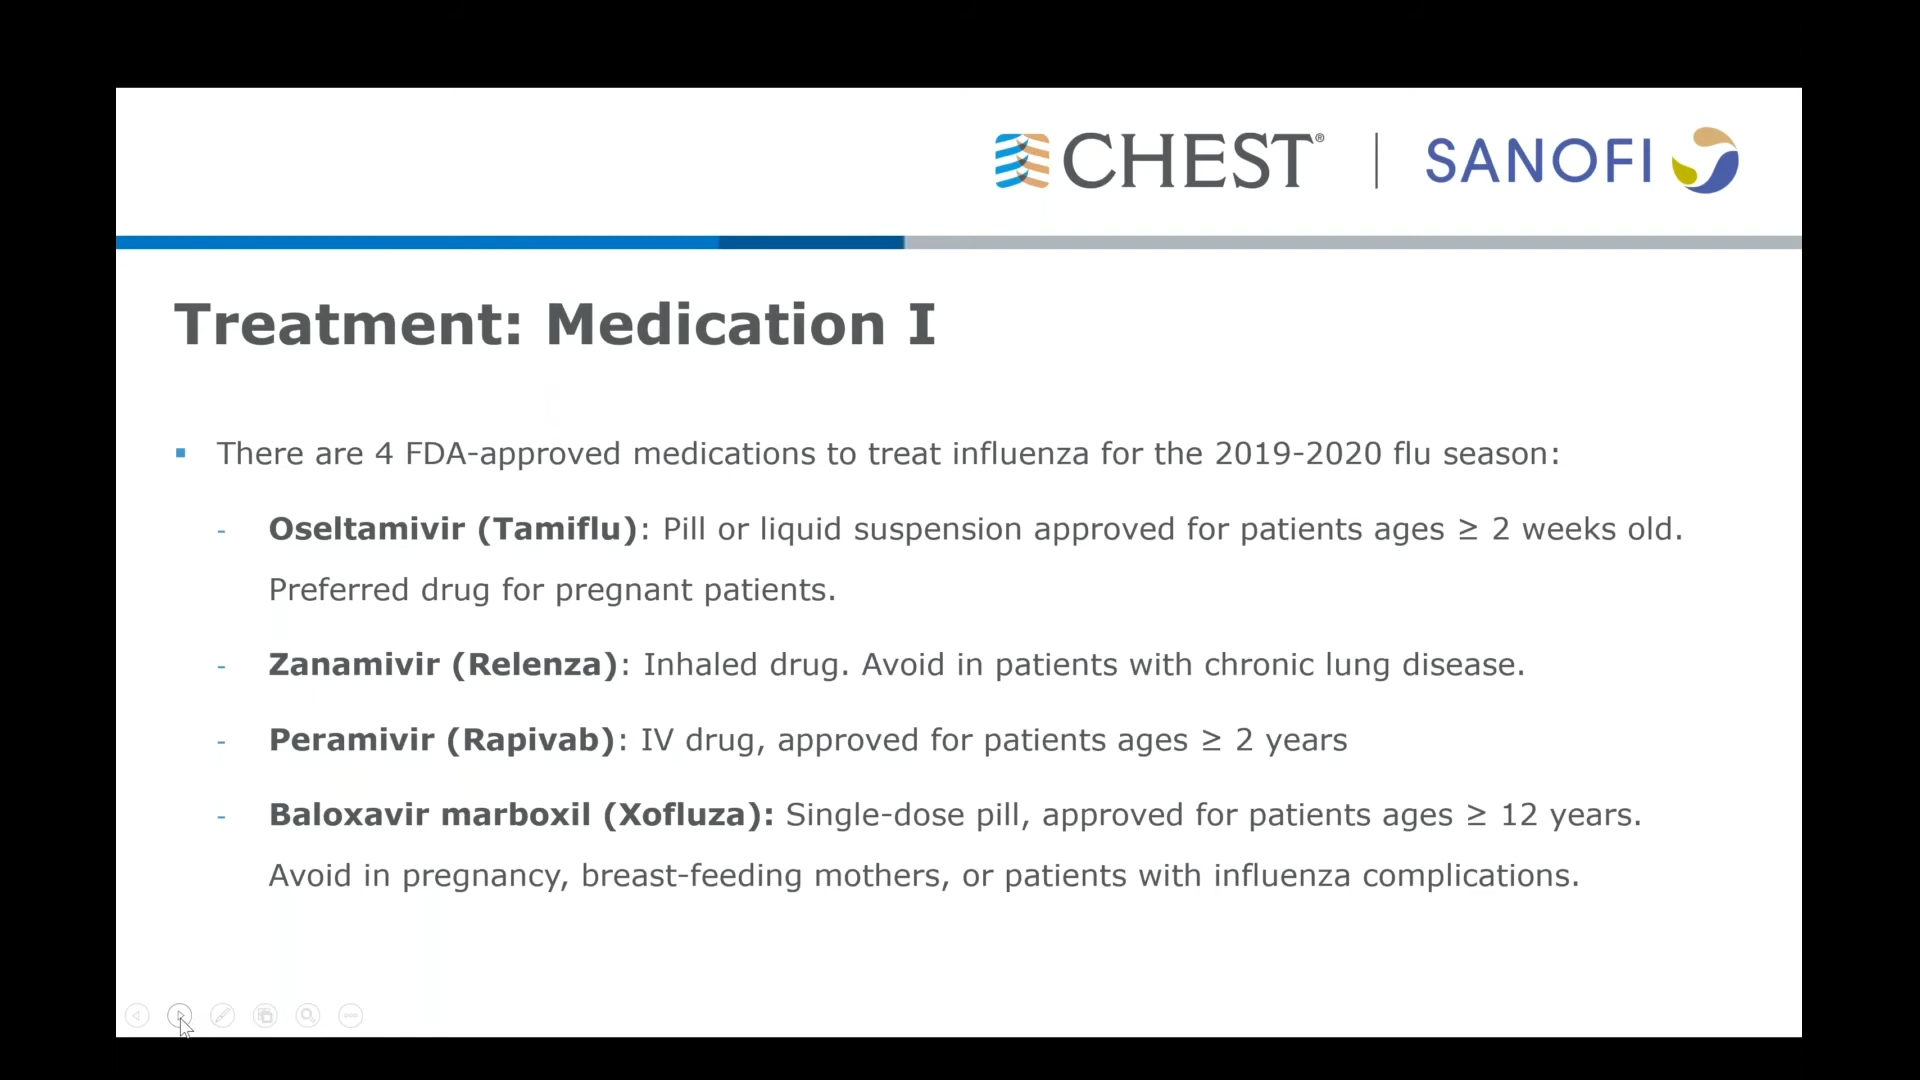 CHEST® | SANOFI
Treatment: Medication I
▪ There are 4 FDA-approved medications to treat influenza for the 2019-2020 flu season:
- Oseltamivir (Tamiflu): Pill or liquid suspension approved for patients ages ≥ 2 weeks old.
Preferred drug for pregnant patients.
- Zanamivir (Relenza): Inhaled drug. Avoid in patients with chronic lung disease.
- Peramivir (Rapivab): IV drug, approved for patients ages ≥ 2 years
- Baloxavir marboxil (Xofluza): Single-dose pill, approved for patients ages ≥ 12 years.
Avoid in pregnancy, breast-feeding mothers, or patients with influenza complications.